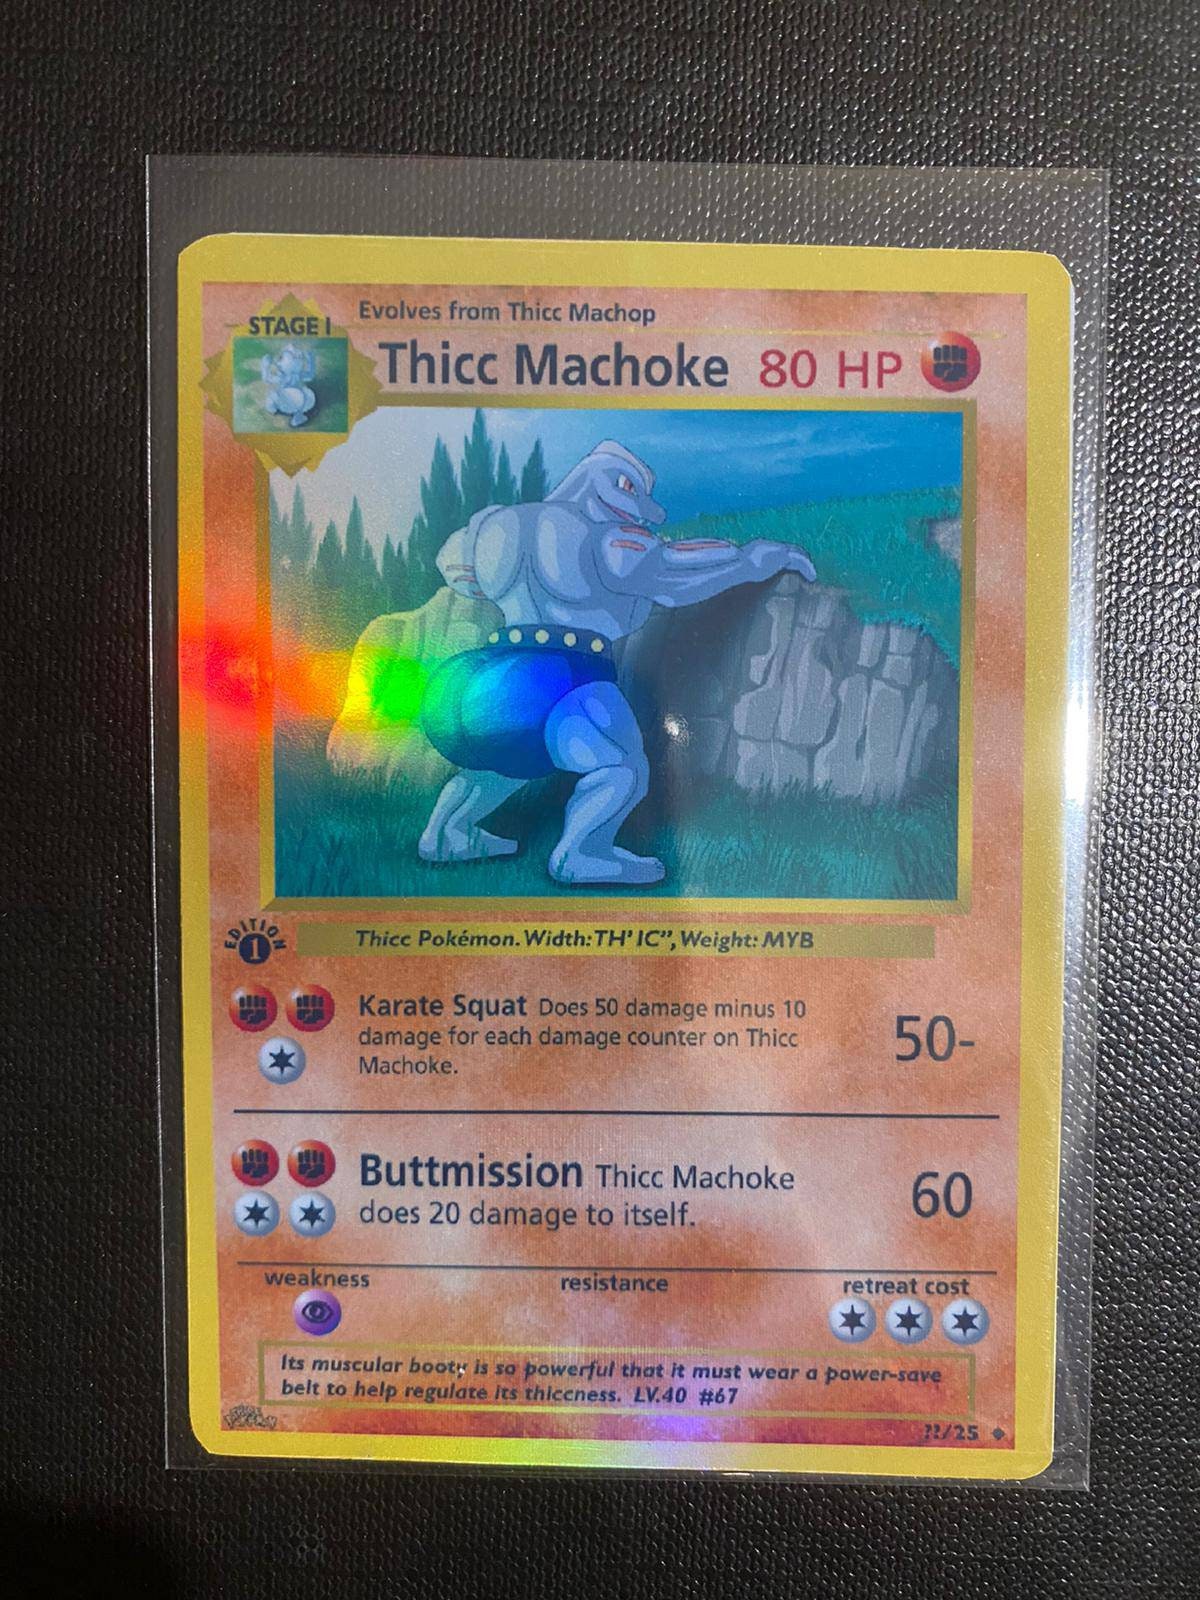 Evolves from Thicc Machop
STAGE I
Thicc Machoke 80 HP
EDITION
1
Thicc Pokémon. Width: TH' IC", Weight: MYB
Karate Squat Does 50 damage minus 10
damage for each damage counter on Thicc
Machoke.
50-
Buttmission Thicc Machoke
does 20 damage to itself.
60
weakness
resistance
retreat cost
Its muscular booty is so powerful that it must wear a power-save
belt to help regulate its thiccness. LV.40 #67
??/25